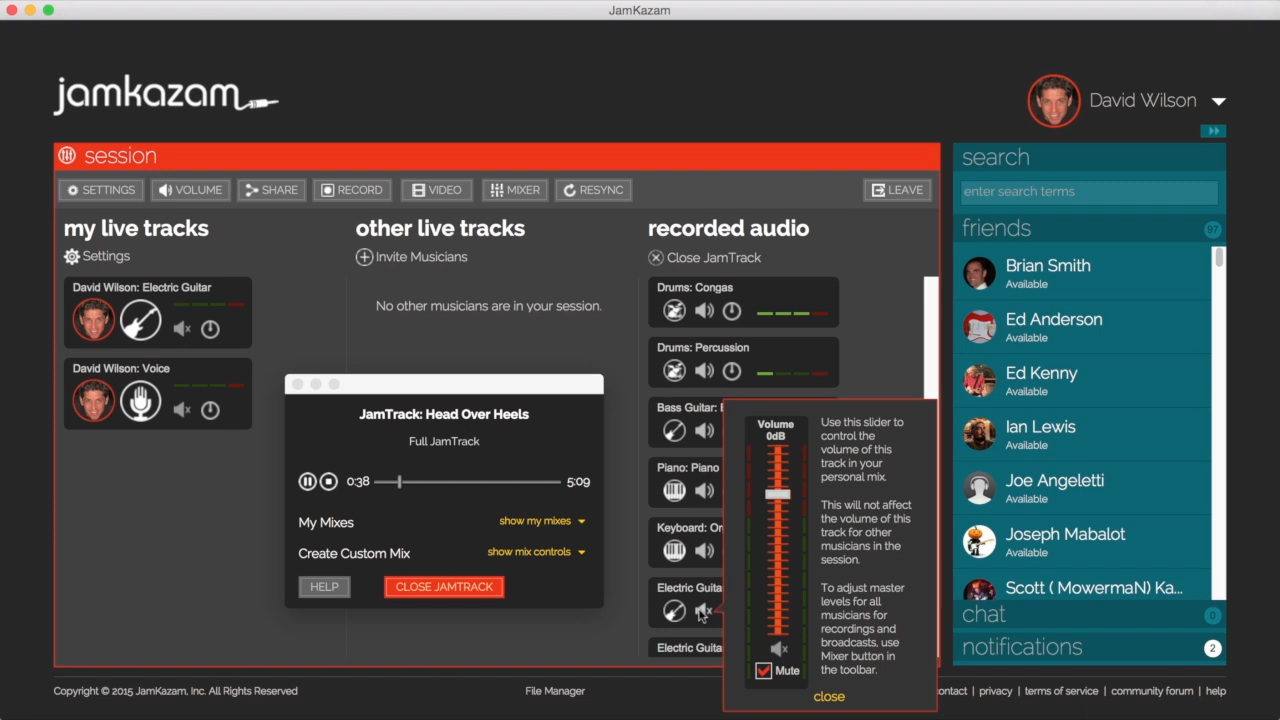 JamKazam
jamkazam
David Wilson
session
SETTINGS
VOLUME
SHARE
RECORD
VIDEO
MIXER
RESYNC
LEAVE
my live tracks
Settings
David Wilson: Electric Guitar
David Wilson: Voice
other live tracks
Invite Musicians
No other musicians are in your session.
recorded audio
Close JamTrack
Drums: Congas
Drums: Percussion
Bass Guitar:
Piano: Piano
Keyboard:
Electric Guita
Electric Guita
JamTrack: Head Over Heels
Full JamTrack
0:38
5:09
My Mixes
show my mixes
Create Custom Mix
show mix controls
HELP
CLOSE JAMTRACK
Volume
0dB
Mute
Use this slider to
control the
volume of this
track in your
personal mix.
This will not affect
the volume of this
track for other
musicians in the
session.
To adjust master
levels for all
musicians for
recordings and
broadcasts, use
Mixer button in
the toolbar.
close
search
enter search terms
friends
97
Brian Smith
Available
Ed Anderson
Available
Ed Kenny
Available
Ian Lewis
Available
Joe Angeletti
Available
Joseph Mabalot
Available
Scott ( MowermaN) Ka...
chat
0
notifications
2
Copyright © 2015 JamKazam, Inc. All Rights Reserved
File Manager
ontact | privacy | terms of service | community forum | help